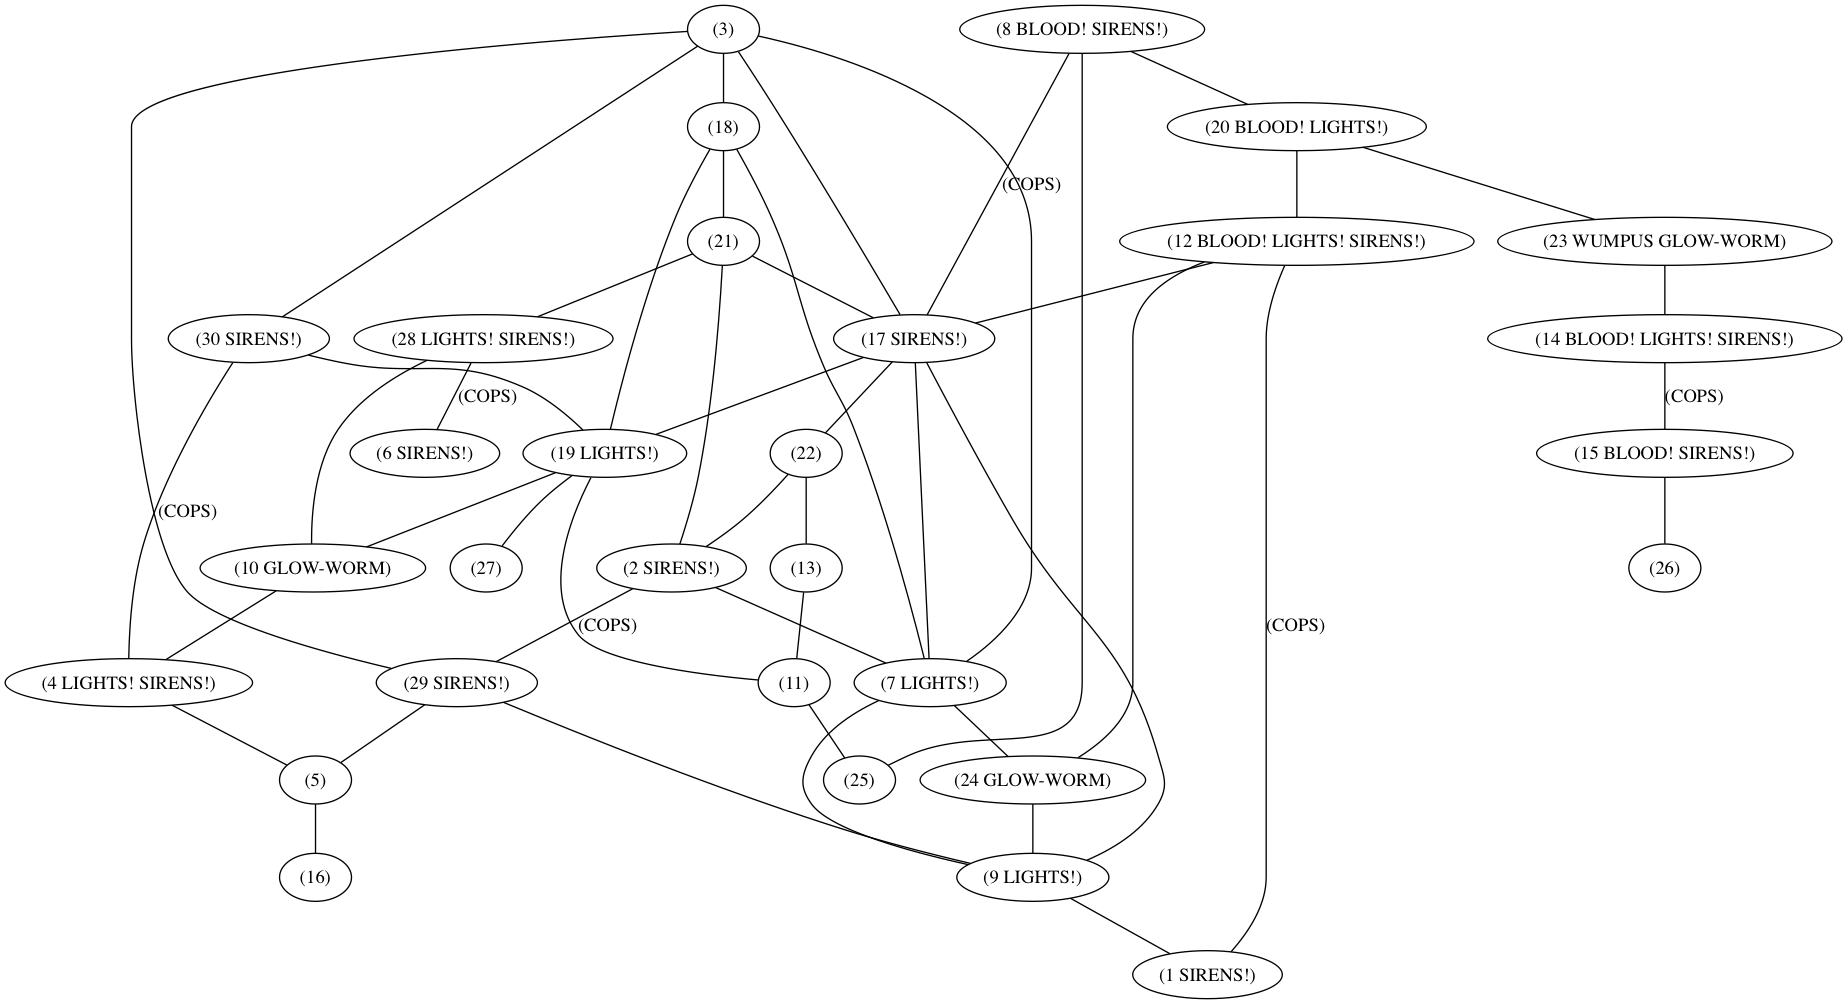 (3)
(8 BLOOD! SIRENS!)
(18)
(20 BLOOD! LIGHTS!)
(COPS)
(21)
(12 BLOOD! LIGHTS! SIRENS!)
(23 WUMPUS GLOW-WORM)
(30 SIRENS!)
(28 LIGHTS! SIRENS!)
(17 SIRENS!)
(14 BLOOD! LIGHTS! SIRENS!)
(COPS)
(COPS)
(6 SIRENS!)
(19 LIGHTS!)
(22)
(15 BLOOD! SIRENS!)
(COPS)
(10 GLOW-WORM)
(27)
(2 SIRENS!)
(13)
(26)
(COPS)
(COPS)
(4 LIGHTS! SIRENS!)
(29 SIRENS!)
(11)
(7 LIGHTS!)
(5)
(25)
(24 GLOW-WORM)
(16)
(9 LIGHTS!)
(1 SIRENS!)